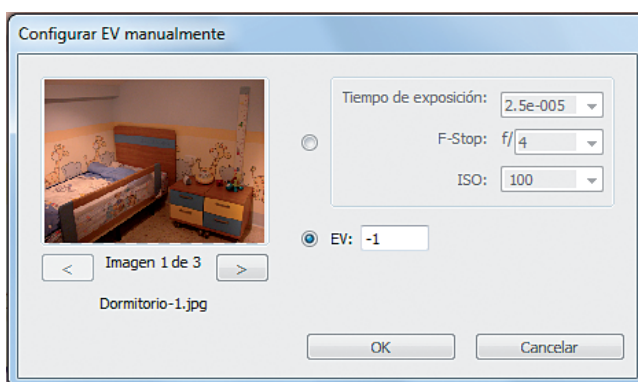 Configurar EV manualmente
Tiempo de exposición: 2.5e-005
F-Stop: f/ 4
ISO: 100
EV: -1
< Imagen 1 de 3 >
Dormitorio-1.jpg
OK Cancelar